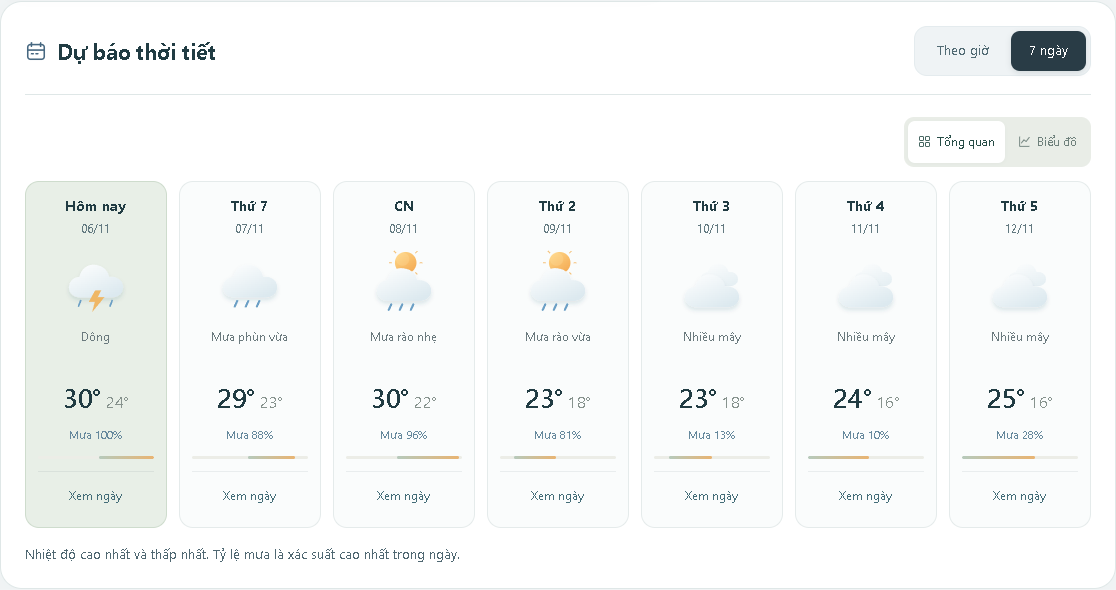 Dự báo thời tiết
Theo giờ
7 ngày
Tổng quan
Biểu đồ
Hôm nay
06/11
Dông
30° 24°
Mưa 100%
Xem ngày
Thứ 7
07/11
Mưa phùn vừa
29° 23°
Mưa 88%
Xem ngày
CN
08/11
Mưa rào nhẹ
30° 22°
Mưa 96%
Xem ngày
Thứ 2
09/11
Mưa rào vừa
23° 18°
Mưa 81%
Xem ngày
Thứ 3
10/11
Nhiều mây
23° 18°
Mưa 13%
Xem ngày
Thứ 4
11/11
Nhiều mây
24° 16°
Mưa 10%
Xem ngày
Thứ 5
12/11
Nhiều mây
25° 16°
Mưa 28%
Xem ngày
Nhiệt độ cao nhất và thấp nhất. Tỷ lệ mưa là xác suất cao nhất trong ngày.